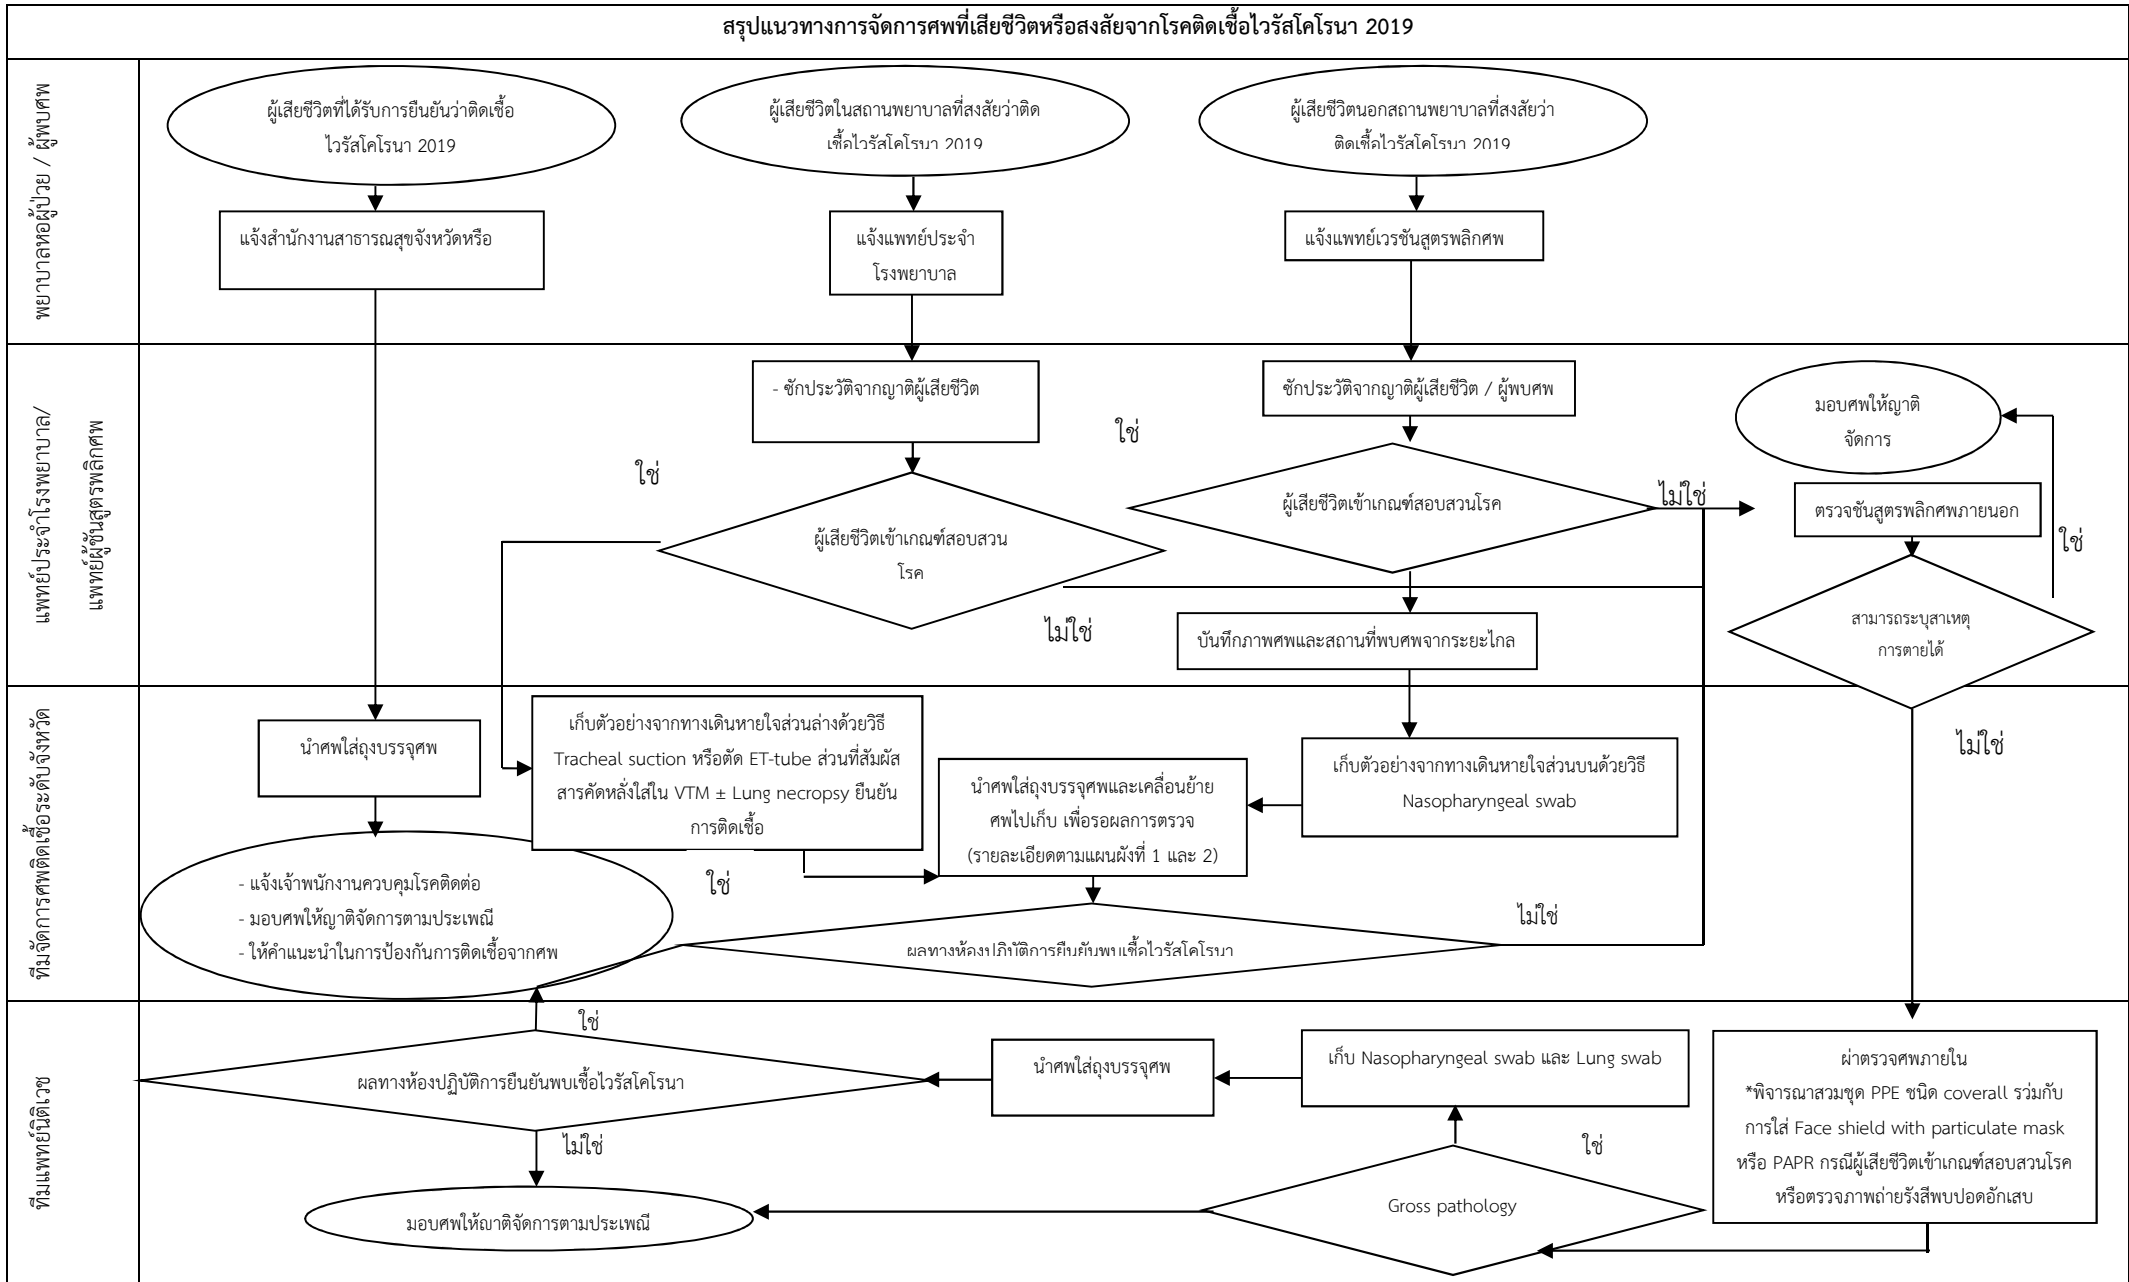 สรุปแนวทางการจัดการศพที่เสียชีวิตหรือสงสัยจากโรคติดเชื้อไวรัสโคโรนา 2019
พยาบาลหอผู้ป่วย / ผู้พบศพ
ผู้เสียชีวิตที่ได้รับการยืนยันว่าติดเชื้อ
ไวรัสโคโรนา 2019
ผู้เสียชีวิตในสถานพยาบาลที่สงสัยว่าติด
เชื้อไวรัสโคโรนา 2019
ผู้เสียชีวิตนอกสถานพยาบาลที่สงสัยว่า
ติดเชื้อไวรัสโคโรนา 2019
แจ้งสำนักงานสาธารณสุขจังหวัดหรือ
แจ้งแพทย์ประจำ
โรงพยาบาล
แจ้งแพทย์เวรชันสูตรพลิกศพ
แพทย์ประจำโรงพยาบาล/
แพทย์ผู้ชันสูตรพลิกศพ
- ซักประวัติจากญาติผู้เสียชีวิต
ซักประวัติจากญาติผู้เสียชีวิต / ผู้พบศพ
มอบศพให้ญาติ
จัดการ
ใช่
ใช่
ผู้เสียชีวิตเข้าเกณฑ์สอบสวน
โรค
ผู้เสียชีวิตเข้าเกณฑ์สอบสวนโรค
ไม่ใช่
ตรวจชันสูตรพลิกศพภายนอก
ใช่
ไม่ใช่
บันทึกภาพศพและสถานที่พบศพจากระยะไกล
สามารถระบุสาเหตุ
การตายได้
ทีมจัดการศพติดเชื้อระดับจังหวัด
นำศพใส่ถุงบรรจุศพ
เก็บตัวอย่างจากทางเดินหายใจส่วนล่างด้วยวิธี
Tracheal suction หรือตัด ET-tube ส่วนที่สัมผัส
สารคัดหลั่งใส่ใน VTM ± Lung necropsy ยืนยัน
การติดเชื้อ
นำศพใส่ถุงบรรจุศพและเคลื่อนย้าย
ศพไปเก็บ เพื่อรอผลการตรวจ
(รายละเอียดตามแผนผังที่ 1 และ 2)
เก็บตัวอย่างจากทางเดินหายใจส่วนบนด้วยวิธี
Nasopharyngeal swab
ไม่ใช่
- แจ้งเจ้าพนักงานควบคุมโรคติดต่อ
- มอบศพให้ญาติจัดการตามประเพณี
- ให้คำแนะนำในการป้องกันการติดเชื้อจากศพ
ใช่
ผลทางห้องปฏิบัติการยืนยันพบเชื้อไวรัสโคโรนา
ไม่ใช่
ทีมแพทย์นิติเวช
ใช่
ผลทางห้องปฏิบัติการยืนยันพบเชื้อไวรัสโคโรนา
นำศพใส่ถุงบรรจุศพ
เก็บ Nasopharyngeal swab และ Lung swab
ผ่าตรวจศพภายใน
*พิจารณาสวมชุด PPE ชนิด coverall รว่มกับ
การใส่ Face shield with particulate mask
หรือ PAPR กรณีผู้เสียชีวิตเข้าเกณฑ์สอบสวนโรค
หรือตรวจภาพถ่ายรังสีพบปอดอักเสบ
ไม่ใช่
ใช่
Gross pathology
มอบศพให้ญาติจัดการตามประเพณี